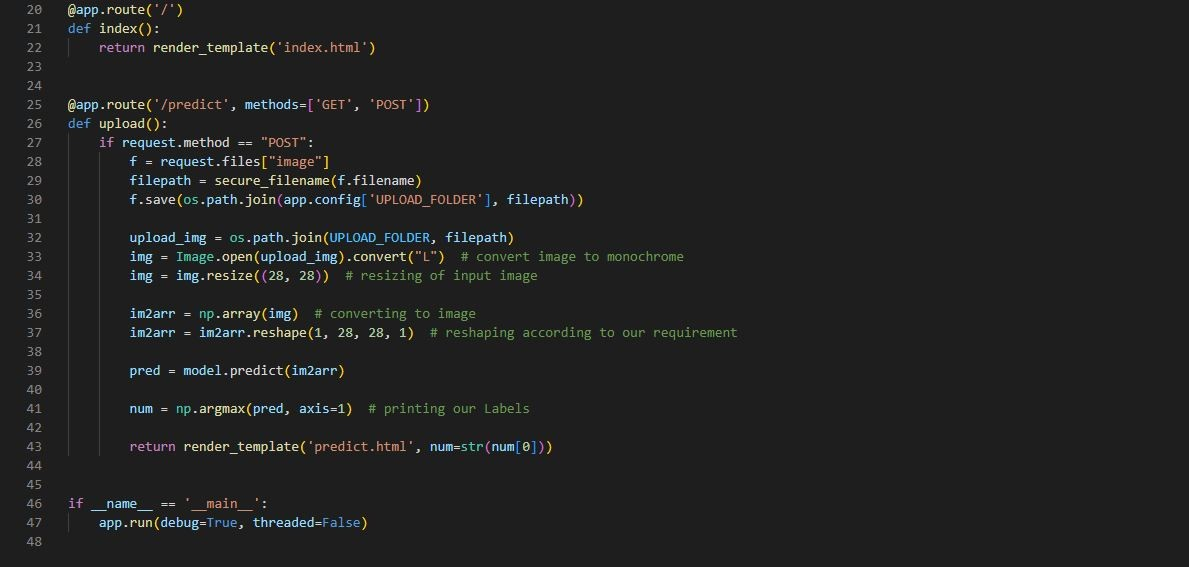 20 @app.route('/')
21 def index():
22     return render_template('index.html')
23
24
25 @app.route('/predict', methods=['GET', 'POST'])
26 def upload():
27     if request.method == "POST":
28         f = request.files["image"]
29         filepath = secure_filename(f.filename)
30         f.save(os.path.join(app.config['UPLOAD_FOLDER'], filepath))
31
32         upload_img = os.path.join(UPLOAD_FOLDER, filepath)
33         img = Image.open(upload_img).convert("L")  # convert image to monochrome
34         img = img.resize((28, 28))  # resizing of input image
35
36         im2arr = np.array(img)  # converting to image
37         im2arr = im2arr.reshape(1, 28, 28, 1)  # reshaping according to our requirement
38
39         pred = model.predict(im2arr)
40
41         num = np.argmax(pred, axis=1)  # printing our Labels
42
43         return render_template('predict.html', num=str(num[0]))
44
45
46 if __name__ == '__main__':
47     app.run(debug=True, threaded=False)
48